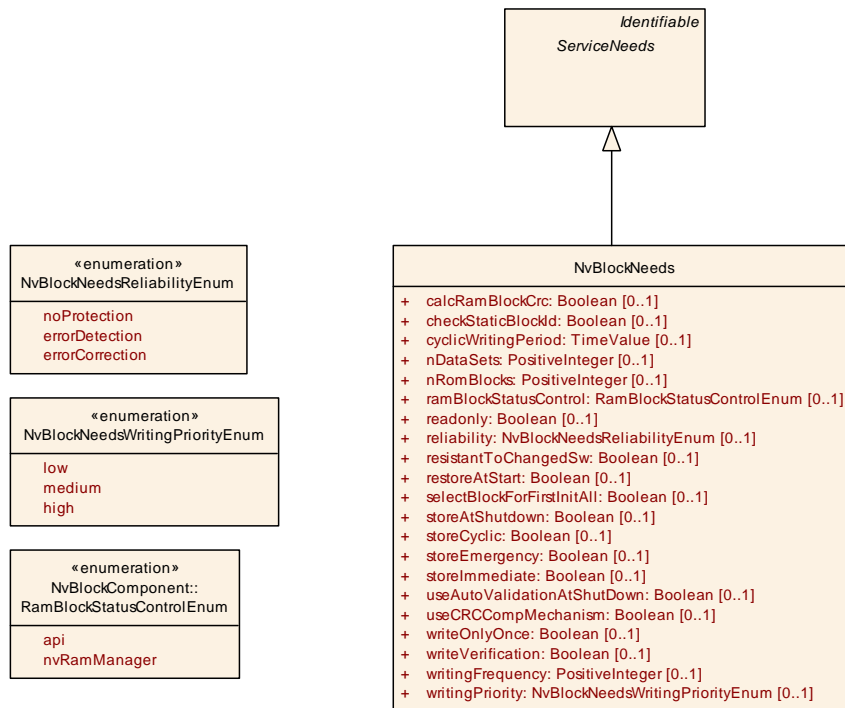 Identifiable
ServiceNeeds
«enumeration»
NvBlockNeedsReliabilityEnum
noProtection
errorDetection
errorCorrection
«enumeration»
NvBlockNeedsWritingPriorityEnum
low
medium
high
«enumeration»
NvBlockComponent::
RamBlockStatusControlEnum
api
nvRamManager
NvBlockNeeds
+ calcRamBlockCrc: Boolean [0..1]
+ checkStaticBlockId: Boolean [0..1]
+ cyclicWritingPeriod: TimeValue [0..1]
+ nDataSets: PositiveInteger [0..1]
+ nRomBlocks: PositiveInteger [0..1]
+ ramBlockStatusControl: RamBlockStatusControlEnum [0..1]
+ readonly: Boolean [0..1]
+ reliability: NvBlockNeedsReliabilityEnum [0..1]
+ resistantToChangedSw: Boolean [0..1]
+ restoreAtStart: Boolean [0..1]
+ selectBlockForFirstInitAll: Boolean [0..1]
+ storeAtShutdown: Boolean [0..1]
+ storeCyclic: Boolean [0..1]
+ storeEmergency: Boolean [0..1]
+ storeImmediate: Boolean [0..1]
+ useAutoValidationAtShutDown: Boolean [0..1]
+ useCRCCompMechanism: Boolean [0..1]
+ writeOnlyOnce: Boolean [0..1]
+ writeVerification: Boolean [0..1]
+ writingFrequency: PositiveInteger [0..1]
+ writingPriority: NvBlockNeedsWritingPriorityEnum [0..1]